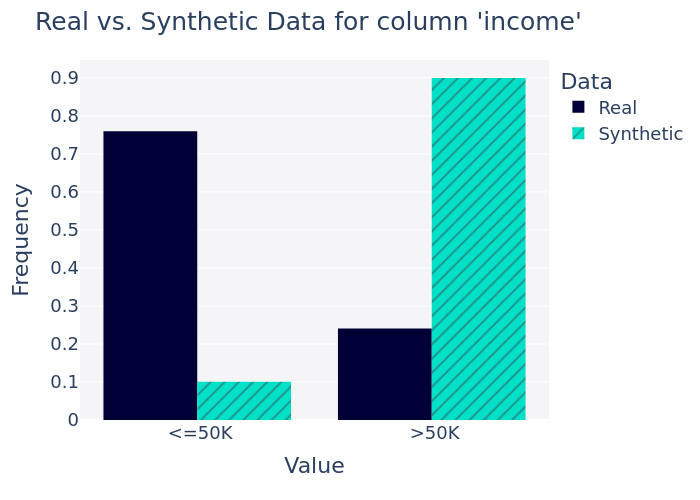 Real vs. Synthetic Data for column 'income'
Data
Real
Synthetic
Frequency
0.9
0.8
0.7
0.6
0.5
0.4
0.3
0.2
0.1
0
<=50K
>50K
Value